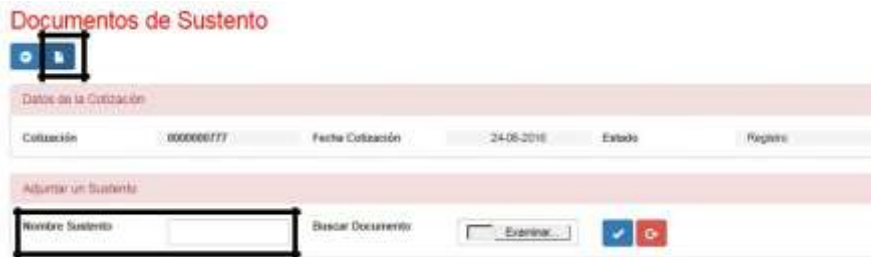 Documentos de Sustento
Datos de la Cotización
Cotización 0000000777 Fecha Cotización 24-08-2016 Estado Registro
Adjuntar un Sustento
Nombre Sustento Buscar Documento Examinar...